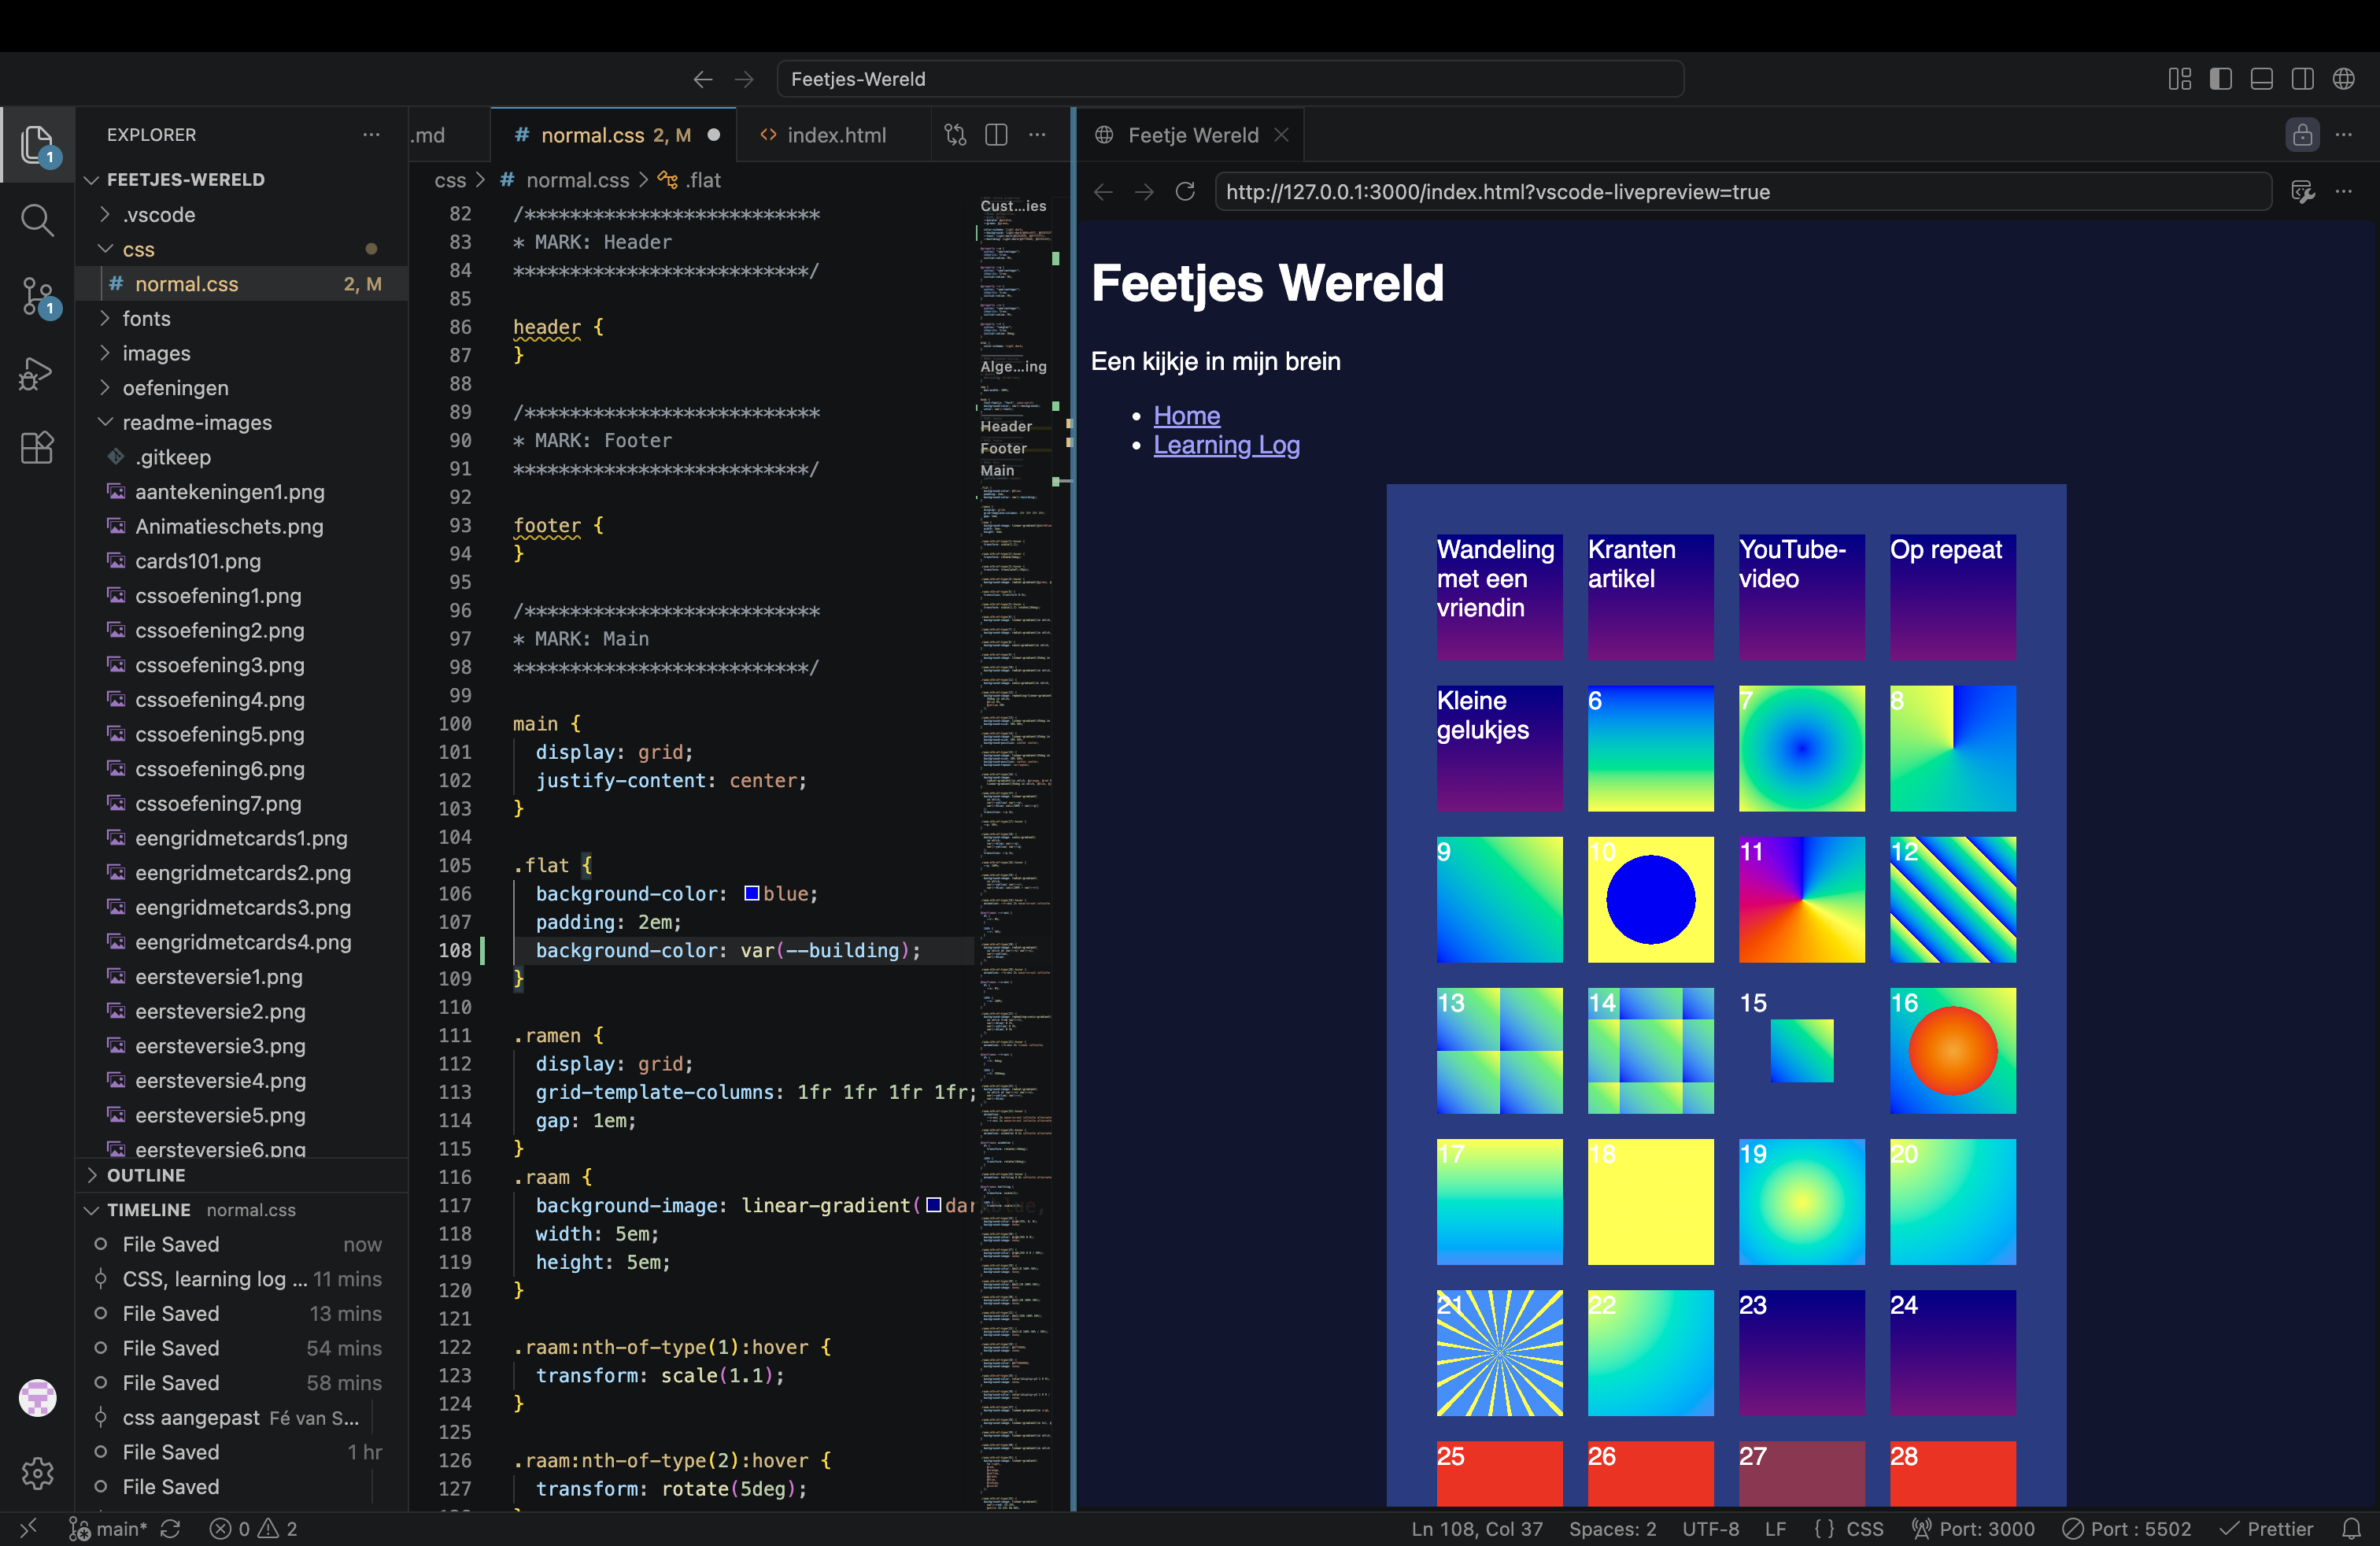 Feetjes-Wereld
EXPLORER
FEETJES-WERELD
.vscode
css
# normal.css 2, M
fonts
images
oefeningen
readme-images
.gitkeep
aantekeningen1.png
Animatieschets.png
cards101.png
cssoefening1.png
cssoefening2.png
cssoefening3.png
cssoefening4.png
cssoefening5.png
cssoefening6.png
cssoefening7.png
eengridmetcards1.png
eengridmetcards2.png
eengridmetcards3.png
eengridmetcards4.png
eersteversie1.png
eersteversie2.png
eersteversie3.png
eersteversie4.png
eersteversie5.png
eersteversie6.png
OUTLINE
TIMELINE normal.css
File Saved now
CSS, learning log ... 11 mins
File Saved 13 mins
File Saved 54 mins
File Saved 58 mins
css aangepast Fé van S...
File Saved 1 hr
File Saved
.md
# normal.css 2, M
<> index.html
css > # normal.css > .flat
82 /**************************
83 * MARK: Header
84 **************************/
85
86 header {
87 }
88
89 /**************************
90 * MARK: Footer
91 **************************/
92
93 footer {
94 }
95
96 /**************************
97 * MARK: Main
98 **************************/
99
100 main {
101 display: grid;
102 justify-content: center;
103 }
104
105 .flat {
106 background-color: blue;
107 padding: 2em;
108 background-color: var(--building);
109 }
110
111 .ramen {
112 display: grid;
113 grid-template-columns: 1fr 1fr 1fr 1fr;
114 gap: 1em;
115 }
116 .raam {
117 background-image: linear-gradient(dar
118 width: 5em;
119 height: 5em;
120 }
121
122 .raam:nth-of-type(1):hover {
123 transform: scale(1.1);
124 }
125
126 .raam:nth-of-type(2):hover {
127 transform: rotate(5deg);
Cust...ies
Alge...ing
Header
Footer
Main
Feetje Wereld
http://127.0.0.1:3000/index.html?vscode-livepreview=true
Feetjes Wereld
Een kijkje in mijn brein
• Home
• Learning Log
Wandeling
met een
vriendin
Kranten
artikel
YouTube-
video
Op repeat
Kleine
gelukjes
6
7
8
9
10
11
12
13
14
15
16
17
18
19
20
21
22
23
24
25
26
27
28
1
1
main*
0 2
Ln 108, Col 37
Spaces: 2
UTF-8
LF
{ } CSS
Port: 3000
Port : 5502
Prettier